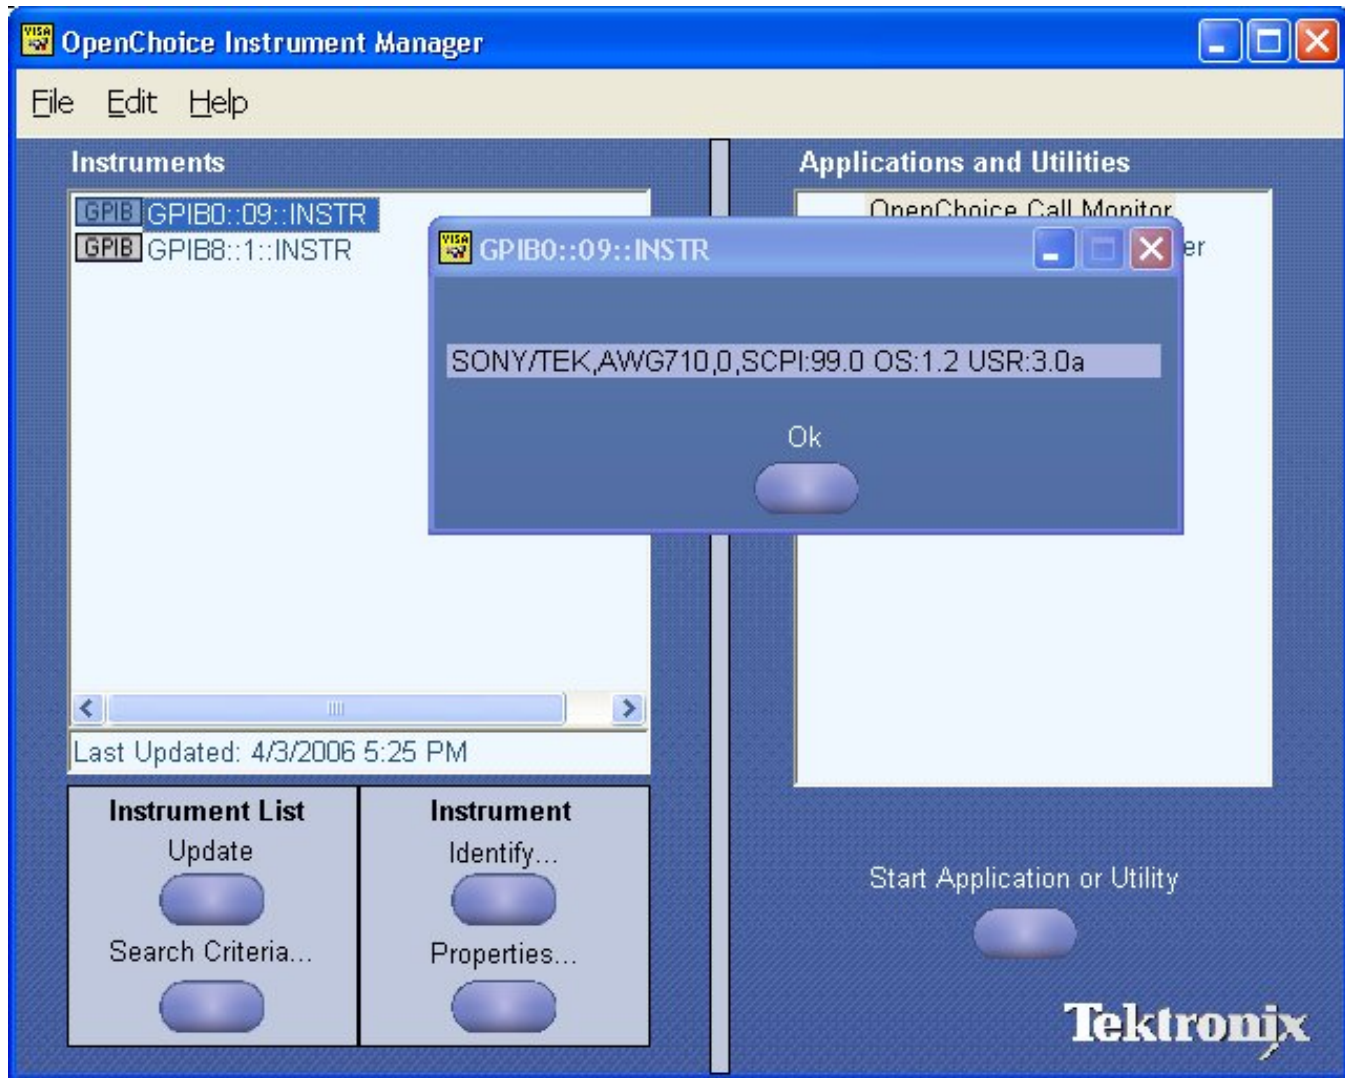 VISA
OpenChoice Instrument Manager
File Edit Help
Instruments
GPIB GPIB0::09::INSTR
GPIB GPIB8::1::INSTR
Last Updated: 4/3/2006 5:25 PM
Applications and Utilities
OpenChoice Call Monitor
er
VISA
GPIB0::09::INSTR
SONY/TEK,AWG710,0,SCPI:99.0 OS:1.2 USR:3.0a
Ok
Instrument List
Update
Search Criteria...
Instrument
Identify...
Properties...
Start Application or Utility
Tektronix